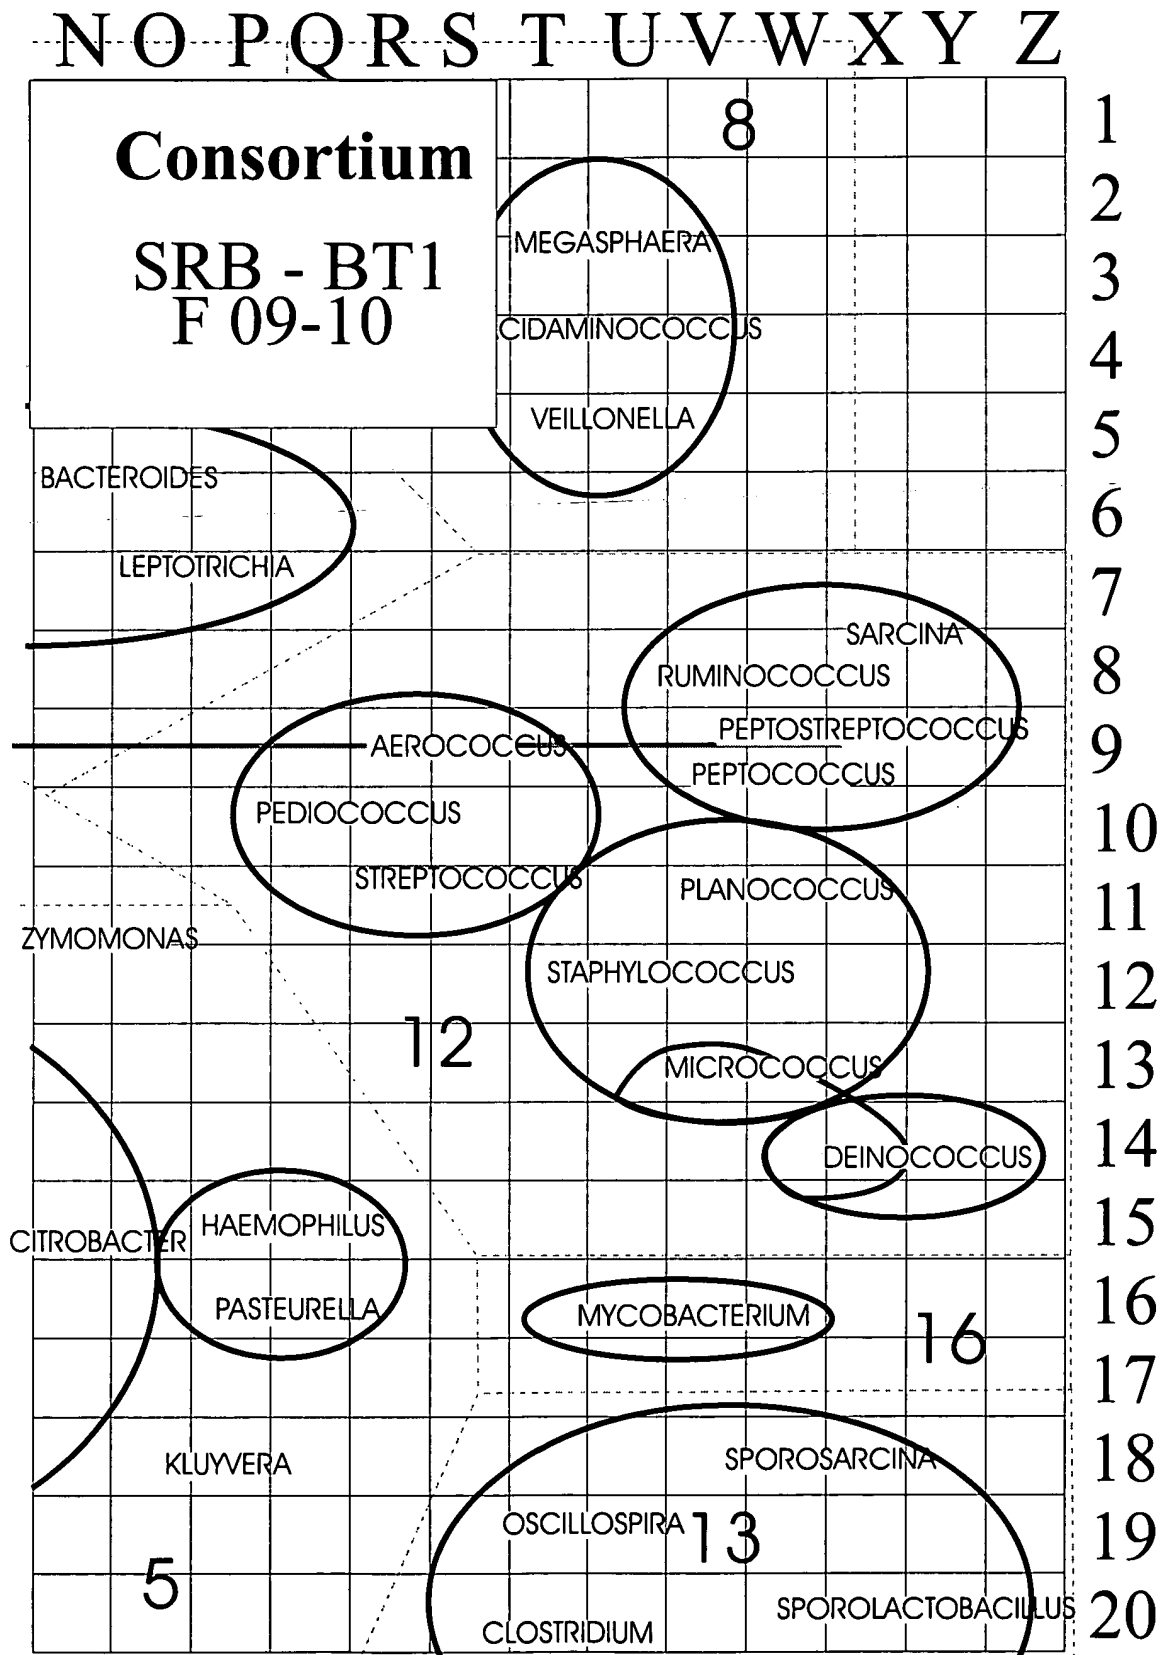 N O P Q R S T U V W X Y Z
Consortium
SRB - BT1
F 09-10
8
1
2
MEGASPHAERA
3
CIDAMINOCOCCUS
4
VEILLONELLA
5
BACTEROIDES
6
LEPTOTRICHIA
7
SARCINA
RUMINOCOCCUS
8
PEPTOSTREPTOCOCCUS
AEROCOCCUS
9
PEPTOCOCCUS
PEDIOCOCCUS
10
STREPTOCOCCUS
PLANOCOCCUS
11
ZYMOMONAS
STAPHYLOCOCCUS
12
12
MICROCOCCUS
13
DEINOCOCCUS
14
HAEMOPHILUS
CITROBACTER
15
PASTEURELLA
MYCOBACTERIUM
16
16
17
KLUYVERA
SPOROSARCINA
18
OSCILLOSPIRA
13
19
5
SPOROLACTOBACILLUS
20
CLOSTRIDIUM